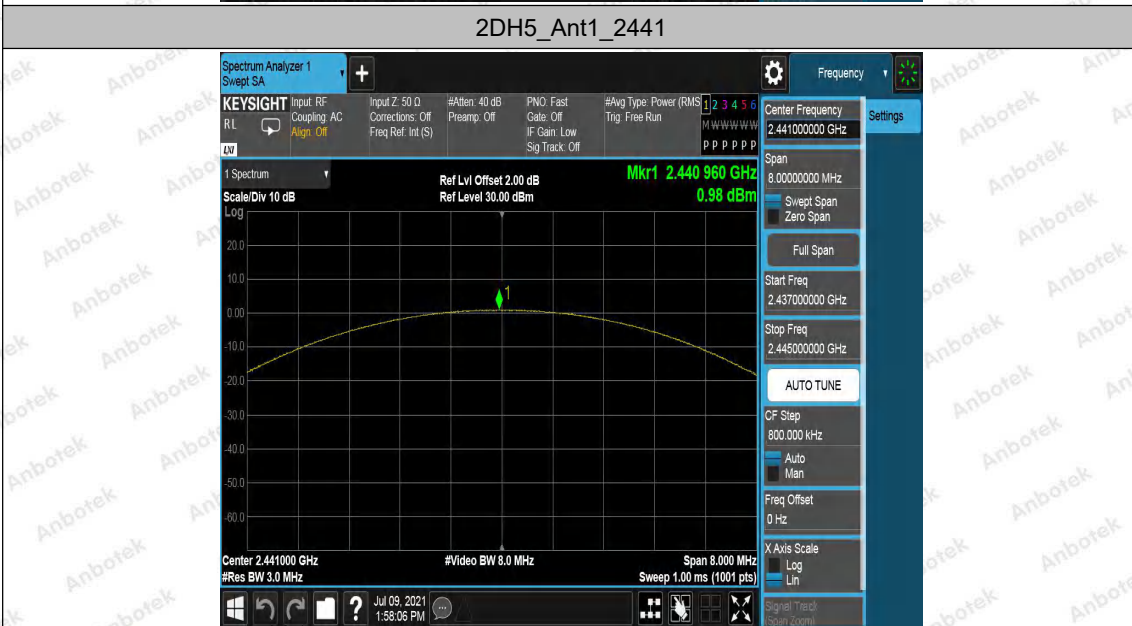 2DH5_Ant1_2441
Spectrum Analyzer 1
Swept SA
Frequency
KEYSIGHT
RL
LXI
Input: RF
Coupling: AC
Align: Off
Input Z: 50 Ω
Corrections: Off
Freq Ref: Int (S)
#Atten: 40 dB
Preamp: Off
PNO: Fast
Gate: Off
IF Gain: Low
Sig Track: Off
#Avg Type: Power (RMS
Trig: Free Run
1 2 3 4 5 6
M W W W W W
P P P P P P
Center Frequency
2.441000000 GHz
Settings
1 Spectrum
Scale/Div 10 dB
Ref Lvl Offset 2.00 dB
Ref Level 30.00 dBm
Mkr1 2.440 960 GHz
0.98 dBm
Span
8.00000000 MHz
Swept Span
Zero Span
Full Span
Start Freq
2.437000000 GHz
Stop Freq
2.445000000 GHz
AUTO TUNE
CF Step
800.000 kHz
Auto
Man
Freq Offset
0 Hz
X Axis Scale
Log
Lin
Signal Track
(Span Zoom)
Log
20.0
10.0
0.00
-10.0
-20.0
-30.0
-40.0
-50.0
-60.0
1
Center 2.441000 GHz
#Res BW 3.0 MHz
#Video BW 8.0 MHz
Span 8.000 MHz
Sweep 1.00 ms (1001 pts)
?
Jul 09, 2021
1:58:06 PM
Anbotek